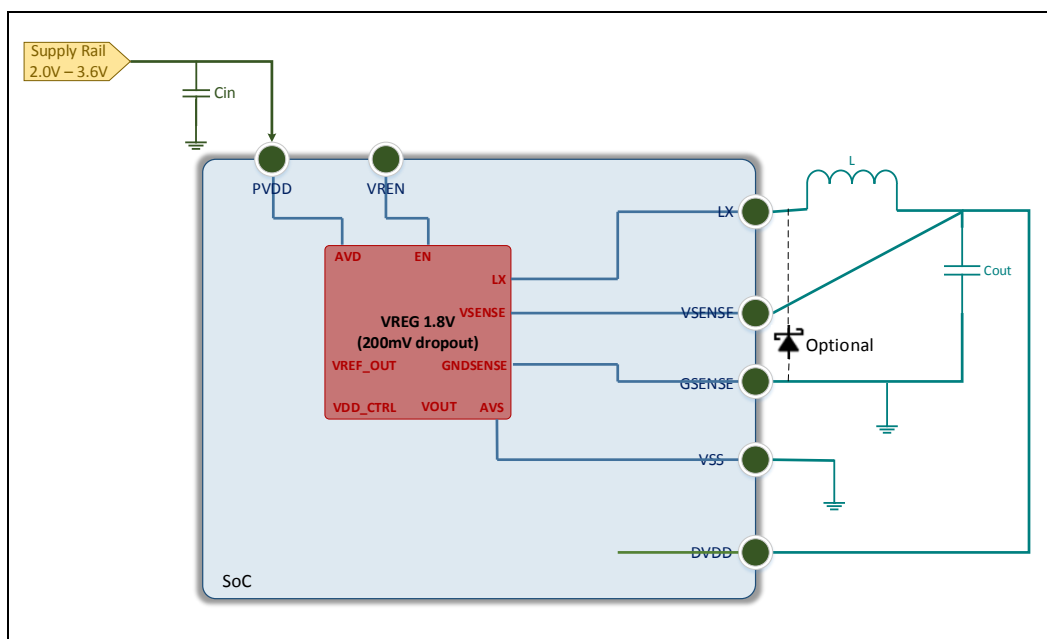 Supply Rail
2.0V – 3.6V
Cin
PVDD
VREN
L
LX
AVD
EN
LX
VSENSE
VREG 1.8V
(200mV dropout)
VREF_OUT
GNDSENSE
VDD_CTRL
VOUT
AVS
Cout
VSENSE
Optional
GSENSE
VSS
DVDD
SoC